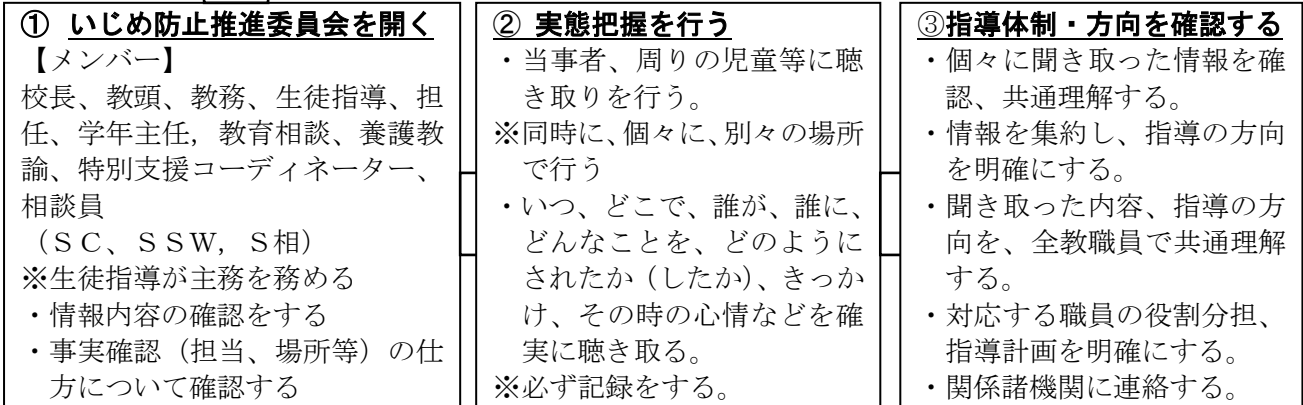 ① いじめ防止推進委員会を開く
【メンバー】
校長、教頭、教務、生徒指導、担
任、学年主任，教育相談、養護教
諭、特別支援コーディネーター、
相談員
（ＳＣ、ＳＳＷ，Ｓ相）
※生徒指導が主務を務める
・情報内容の確認をする
・事実確認（担当、場所等）の仕
方について確認する
② 実態把握を行う
・当事者、周りの児童等に聴
き取りを行う。
※同時に、個々に、別々の場所
で行う
・いつ、どこで、誰が、誰に、
どんなことを、どのように
されたか（したか）、きっか
け、その時の心情などを確
実に聴き取る。
※必ず記録をする。
③指導体制・方向を確認する
・個々に聞き取った情報を確
認、共通理解する。
・情報を集約し、指導の方向
を明確にする。
・聞き取った内容、指導の方
向を、全教職員で共通理解
する。
・対応する職員の役割分担、
指導計画を明確にする。
・関係諸機関に連絡する。